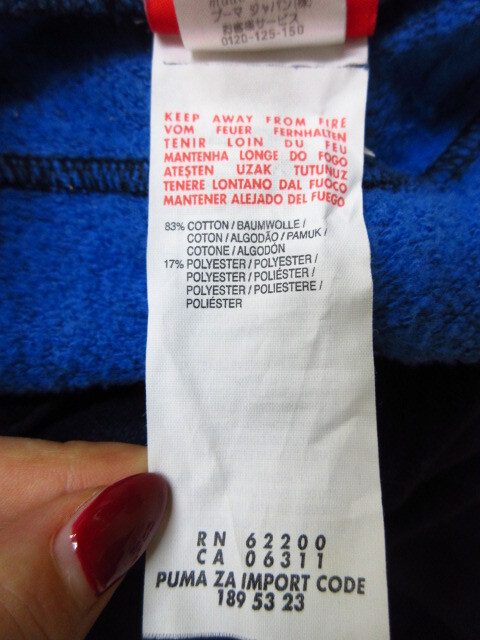 プーマ ジャパン(株)
お客様サービス
0120-125-150
KEEP AWAY FROM FIRE
VOM FEUER FERNHALTEN
TENIR LOIN DU FEU
MANTENHA LONGE DO FOGO
ATESTEN UZAK TUTUNUZ
TENERE LONTANO DAL FUOCO
MANTENER ALEJADO DEL FUEGO
83% COTTON / BAUMWOLLE /
COTON / ALGODÃO / PAMUK /
COTONE / ALGODÓN
17% POLYESTER / POLYESTER /
POLYESTER / POLIÉSTER /
POLYESTER / POLIESTERE /
POLIÉSTER
RN 62200
CA 06311
PUMA ZA IMPORT CODE
189 53 23